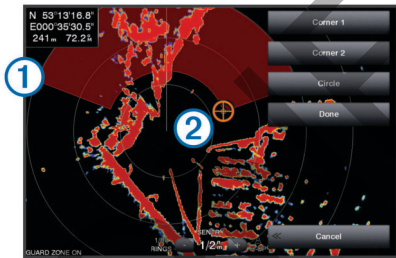 N 53°13'16.8"
E000°35'30.5"
241m 72.2°M
Corner 1
Corner 2
Circle
Done
1
2
SENTRY
RINGS
- 1/2 +
GUARD ZONE ON
Cancel